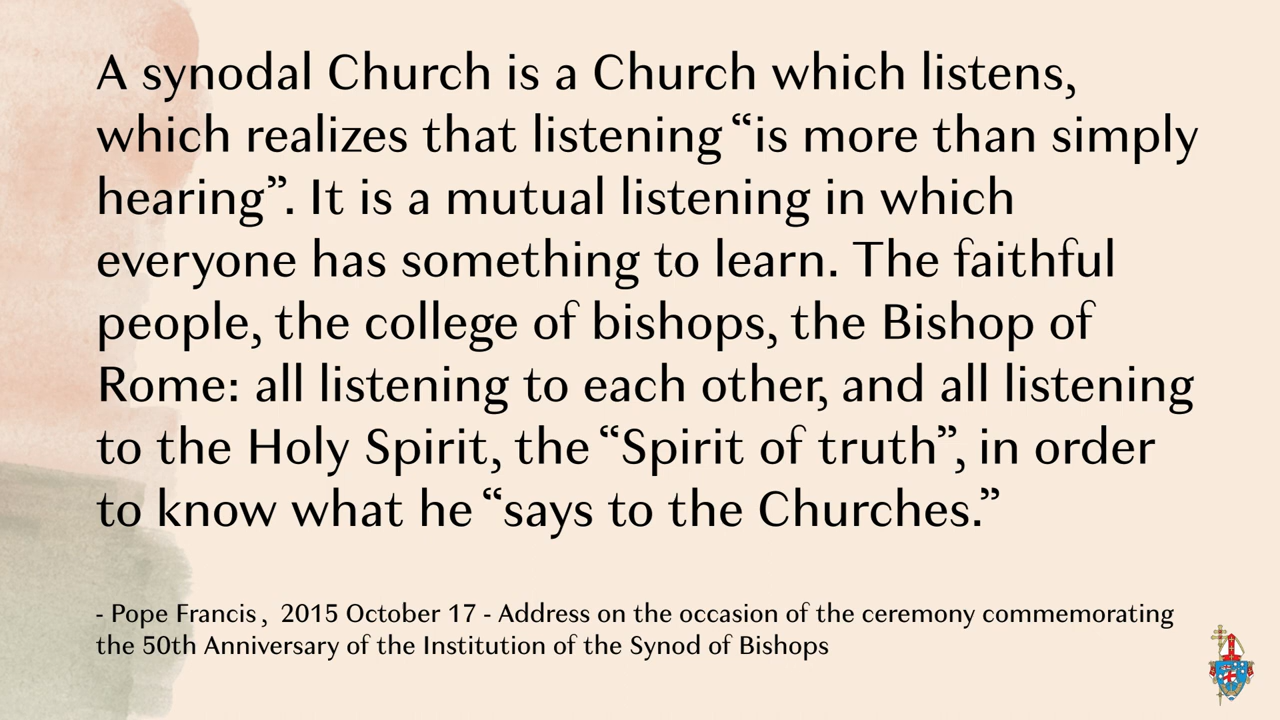 A synodal Church is a Church which listens,
which realizes that listening “is more than simply
hearing”. It is a mutual listening in which
everyone has something to learn. The faithful
people, the college of bishops, the Bishop of
Rome: all listening to each other, and all listening
to the Holy Spirit, the “Spirit of truth”, in order
to know what he “says to the Churches.”
- Pope Francis, 2015 October 17 - Address on the occasion of the ceremony commemorating
the 50th Anniversary of the Institution of the Synod of Bishops